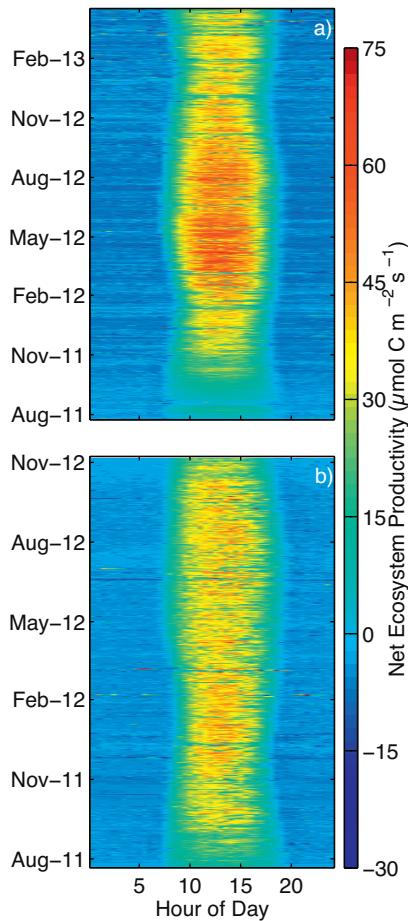 a)
Feb−13
Nov−12
Aug−12
May−12
Feb−12
Nov−11
Aug−11
b)
Nov−12
Aug−12
May−12
Feb−12
Nov−11
Aug−11
5 10 15 20
Hour of Day
75
60
45
30
15
0
−15
−30
Net Ecosystem Productivity (μmol C m⁻² s⁻¹)